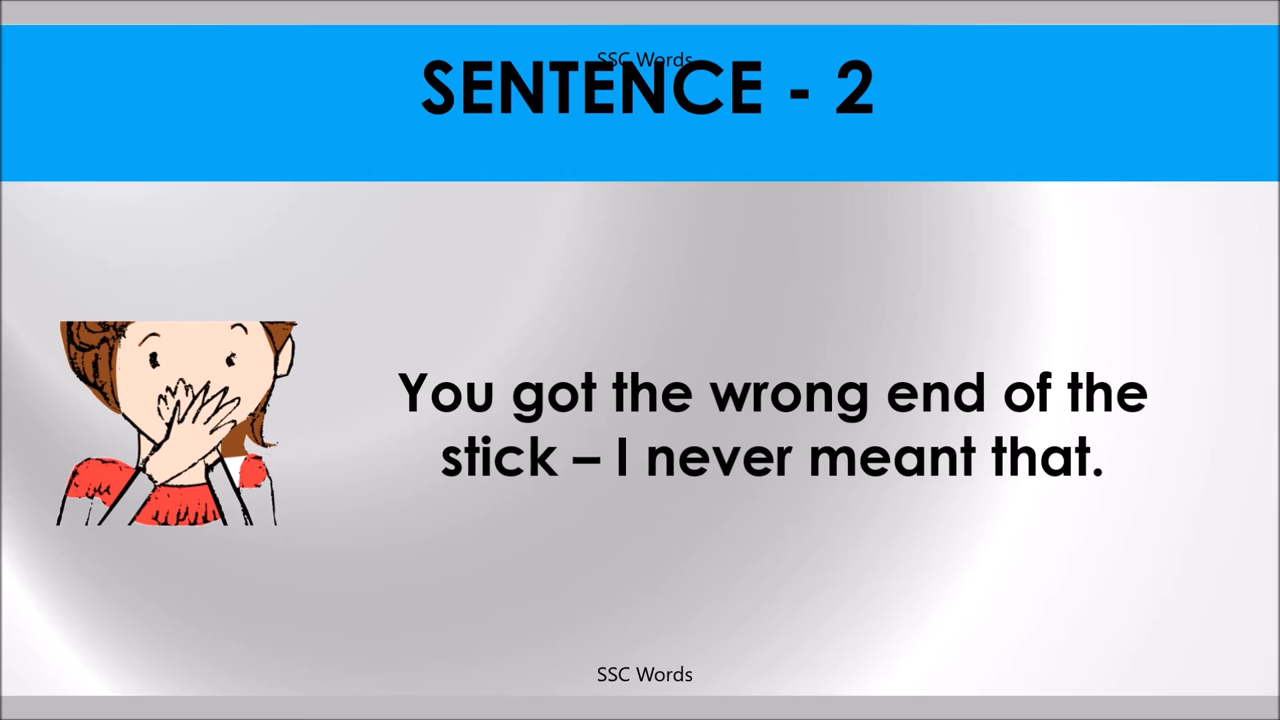 SSC Words
SENTENCE - 2
You got the wrong end of the
stick – I never meant that.
SSC Words